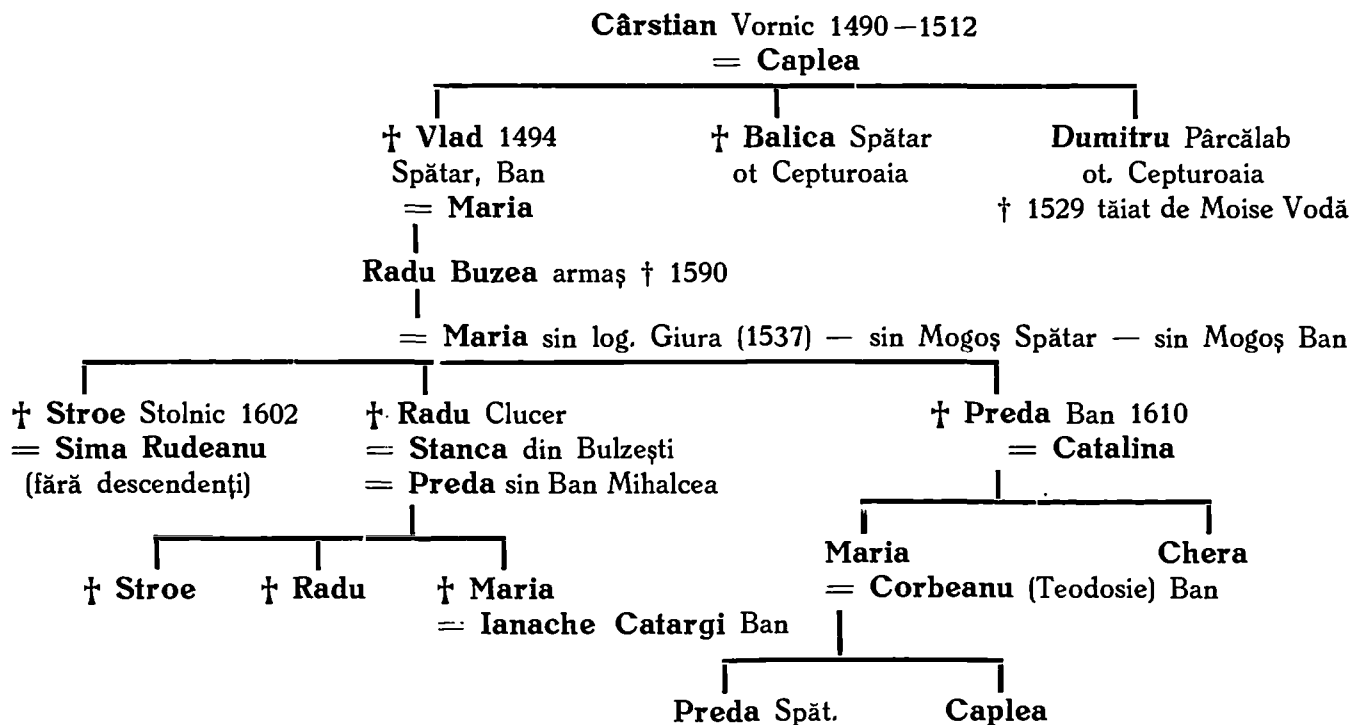 Cârstian Vornic 1490—1512
= Caplea
† Vlad 1494 † Balica Spătar Dumitru Pârcălab
Spătar, Ban ot Cepturoaia ot. Cepturoaia
= Maria † 1529 tăiat de Moise Vodă
Radu Buzea armaş † 1590
= Maria sin log. Giura (1537) — sin Mogoş Spătar — sin Mogoş Ban
† Stroe Stolnic 1602 † Radu Clucer † Preda Ban 1610
= Sima Rudeanu = Stanca din Bulzeşti = Catalina
(fără descendenţi) = Preda sin Ban Mihalcea
Maria Chera
† Stroe † Radu † Maria = Corbeanu (Teodosie) Ban
= Ianache Catargi Ban
Preda Spăt. Caplea